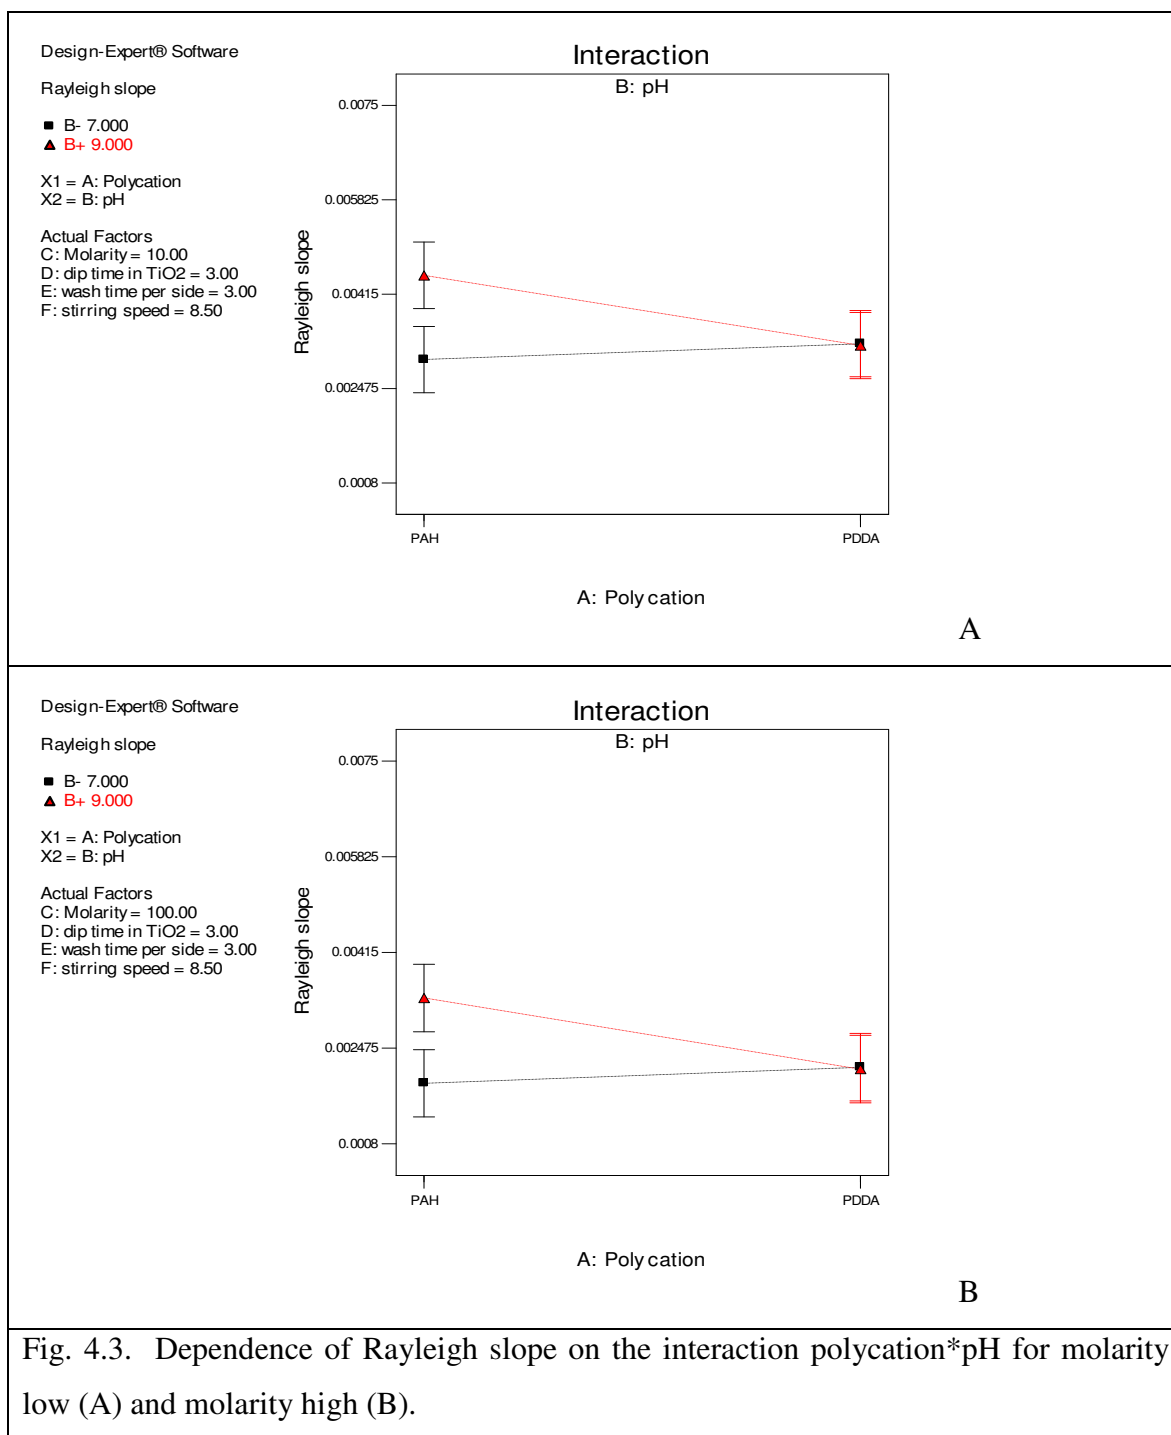 Design-Expert® Software
Rayleigh slope
B- 7.000
B+ 9.000
X1 = A: Polycation
X2 = B: pH
Actual Factors
C: Molarity = 10.00
D: dip time in TiO2 = 3.00
E: wash time per side = 3.00
F: stirring speed = 8.50
Interaction
B: pH
0.0075
0.005825
0.00415
0.002475
0.0008
Rayleigh slope
PAH
PDDA
A: Polycation
A
Design-Expert® Software
Rayleigh slope
B- 7.000
B+ 9.000
X1 = A: Polycation
X2 = B: pH
Actual Factors
C: Molarity = 100.00
D: dip time in TiO2 = 3.00
E: wash time per side = 3.00
F: stirring speed = 8.50
Interaction
B: pH
0.0075
0.005825
0.00415
0.002475
0.0008
Rayleigh slope
PAH
PDDA
A: Polycation
B
Fig. 4.3. Dependence of Rayleigh slope on the interaction polycation*pH for molarity
low (A) and molarity high (B).